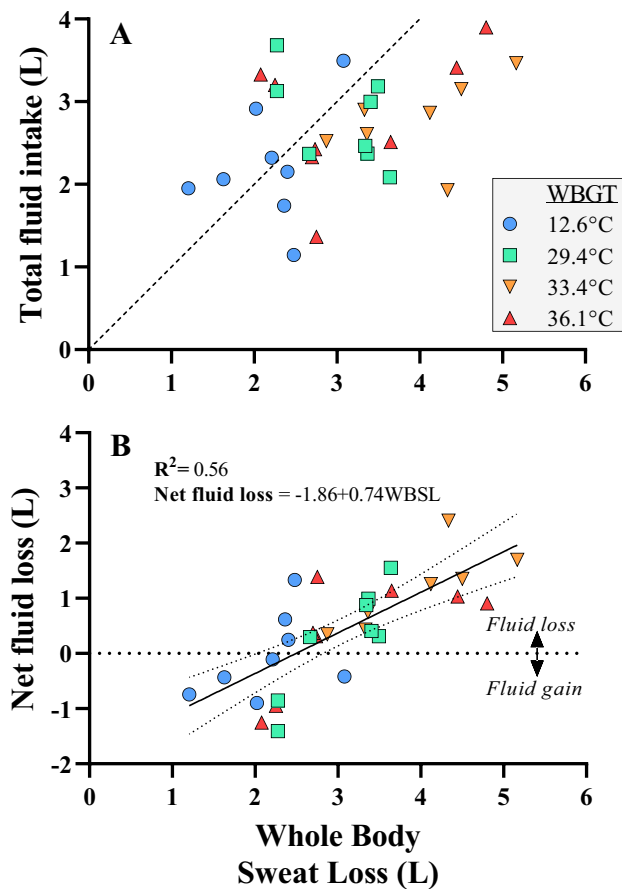 A
Total fluid intake (L)
4
3
2
1
0
WBGT
12.6°C
29.4°C
33.4°C
36.1°C
0 1 2 3 4 5 6
B
R²= 0.56
Net fluid loss = -1.86+0.74WBSL
Net fluid loss (L)
4
3
2
1
0
-1
-2
Fluid loss
Fluid gain
0 1 2 3 4 5 6
Whole Body
Sweat Loss (L)